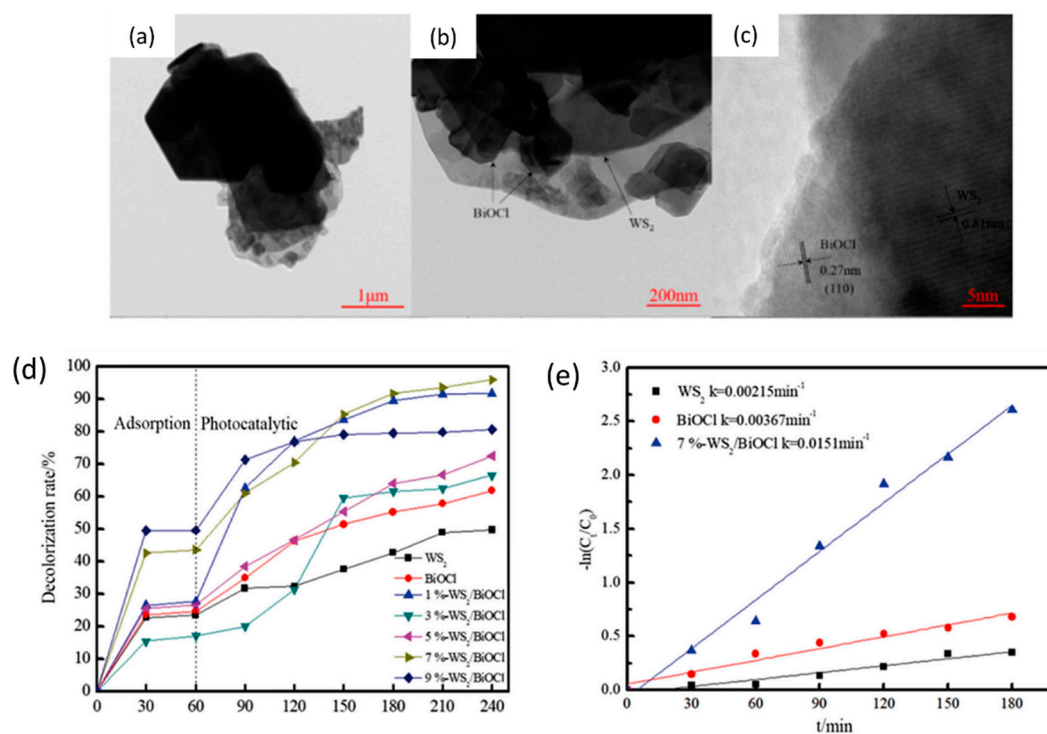 (a)
1μm
(b)
BiOCl
WS2
200nm
(c)
WS2
0.81nm
BiOCl
0.27nm
(110)
5nm
(d)
100
90
80
70
60
50
40
30
20
10
0
Decolorization rate/%
Adsorption
Photocatalytic
WS2
BiOCl
1 %-WS2/BiOCl
3 %-WS2/BiOCl
5 %-WS2/BiOCl
7 %-WS2/BiOCl
9 %-WS2/BiOCl
0 30 60 90 120 150 180 210 240
(e)
3.0
2.5
2.0
1.5
1.0
0.5
0.0
-ln(Ct/C0)
WS2 k=0.00215min-1
BiOCl k=0.00367min-1
7 %-WS2/BiOCl k=0.0151min-1
0 30 60 90 120 150 180
t/min